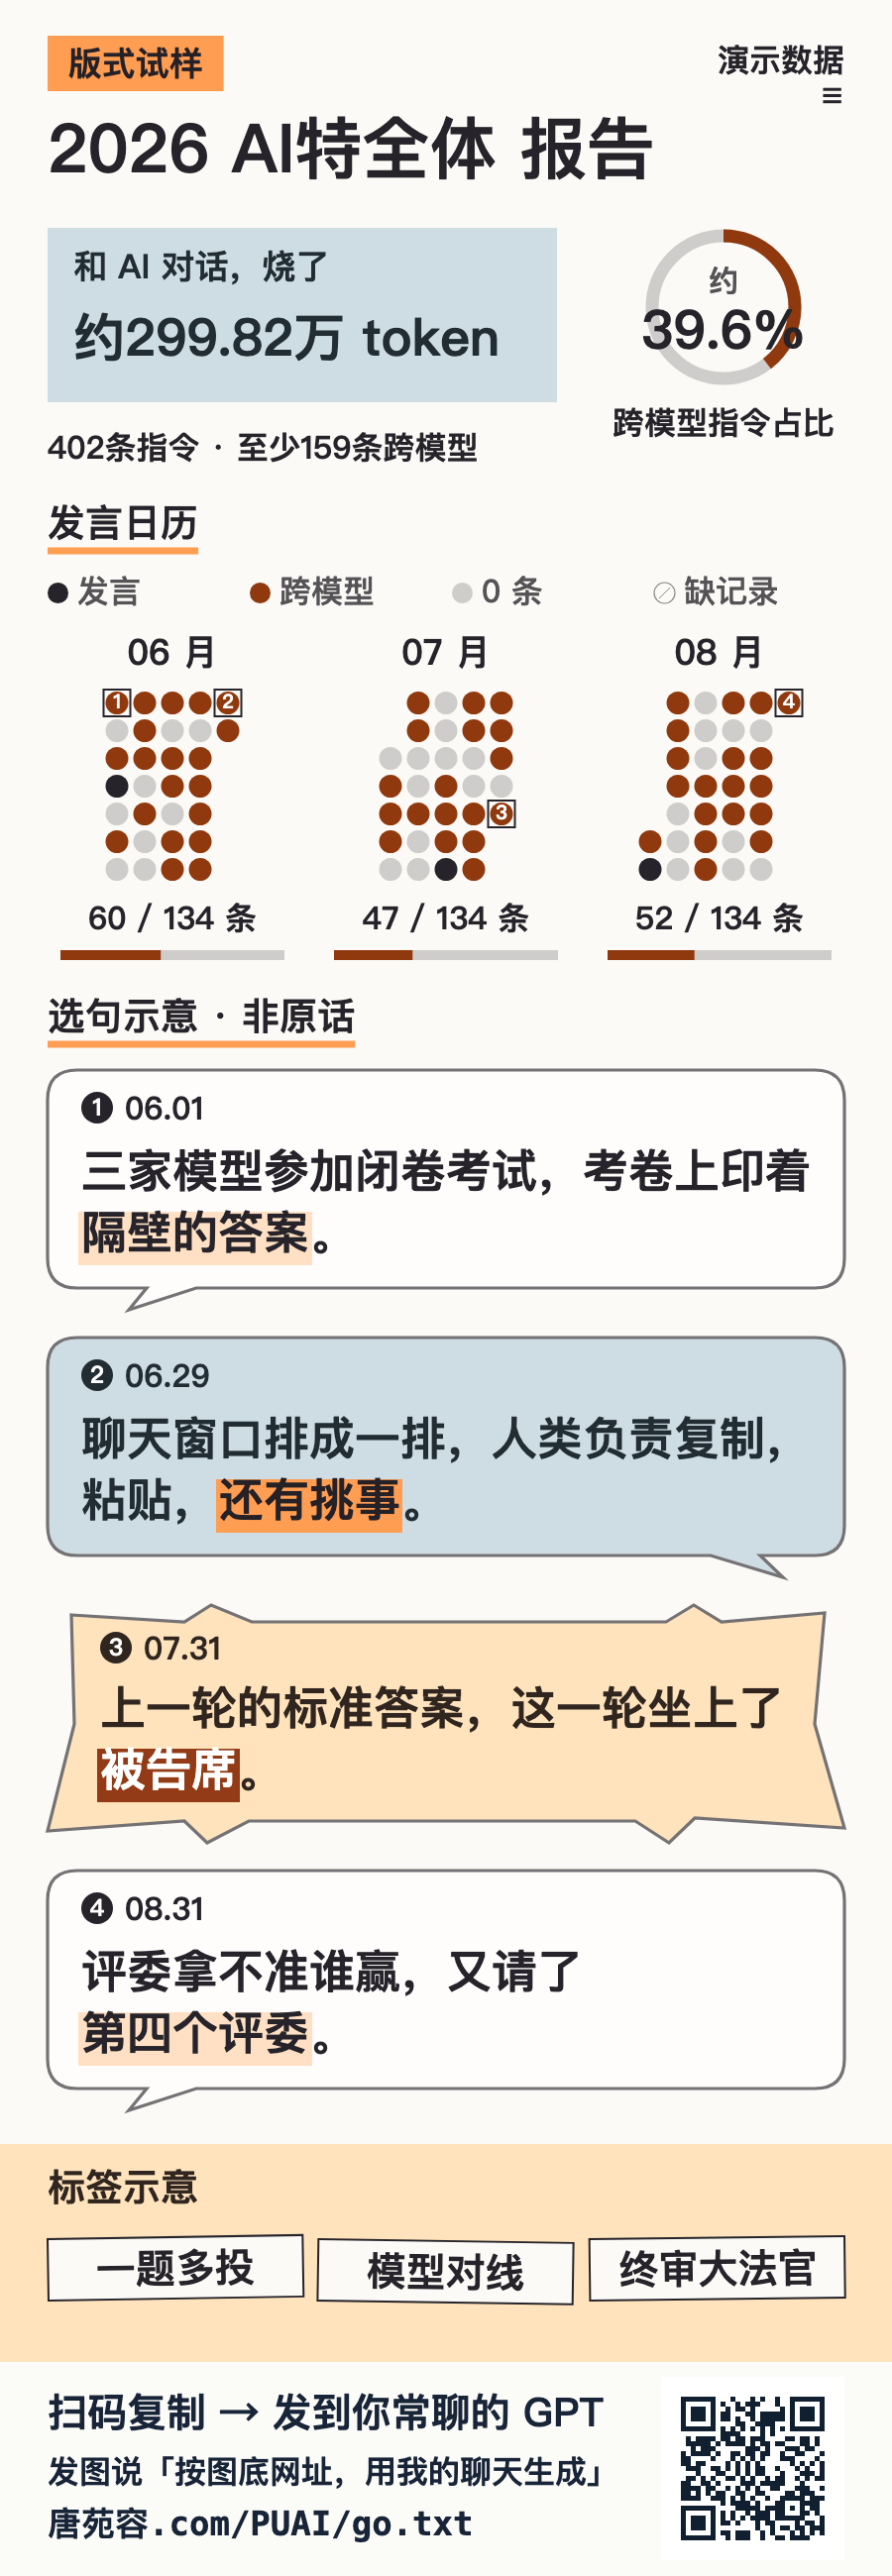 版式试样
演示数据
2026 AI特全体 报告
和 AI 对话，烧了
约299.82万 token
约
39.6%
跨模型指令占比
402条指令 · 至少159条跨模型
发言日历
发言
跨模型
0 条
缺记录
06 月
07 月
08 月
1
2
4
3
60 / 134 条
47 / 134 条
52 / 134 条
选句示意 · 非原话
1 06.01
三家模型参加闭卷考试，考卷上印着
隔壁的答案。
2 06.29
聊天窗口排成一排，人类负责复制，
粘贴，还有挑事。
3 07.31
上一轮的标准答案，这一轮坐上了
被告席。
4 08.31
评委拿不准谁赢，又请了
第四个评委。
标签示意
一题多投
模型对线
终审大法官
扫码复制 → 发到你常聊的 GPT
发图说「按图底网址，用我的聊天生成」
唐苑容.com/PUAI/go.txt